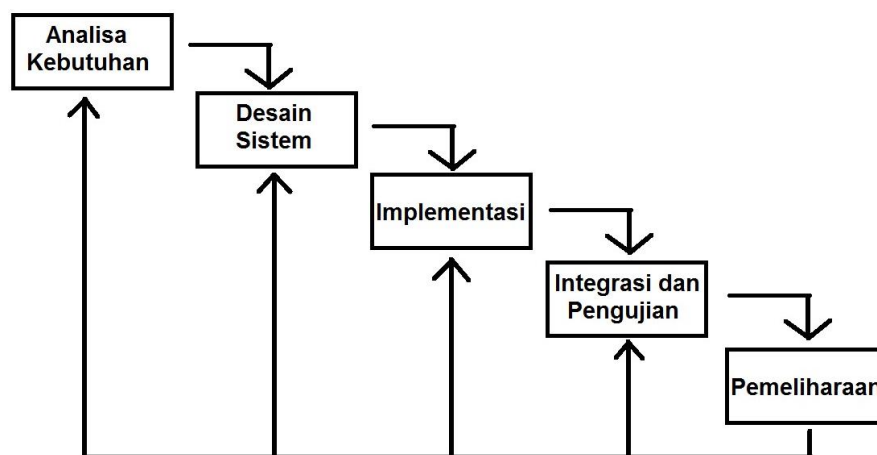 Analisa
Kebutuhan
Desain
Sistem
Implementasi
Integrasi dan
Pengujian
Pemeliharaan